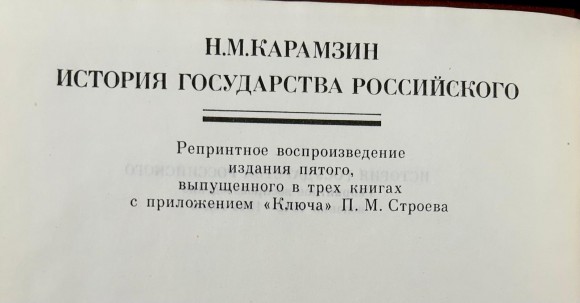 Н.М.КАРАМЗИН
ИСТОРИЯ ГОСУДАРСТВА РОССИЙСКОГО
Репринтное воспроизведение
издания пятого,
выпущенного в трех книгах
с приложением «Ключа» П. М. Строева